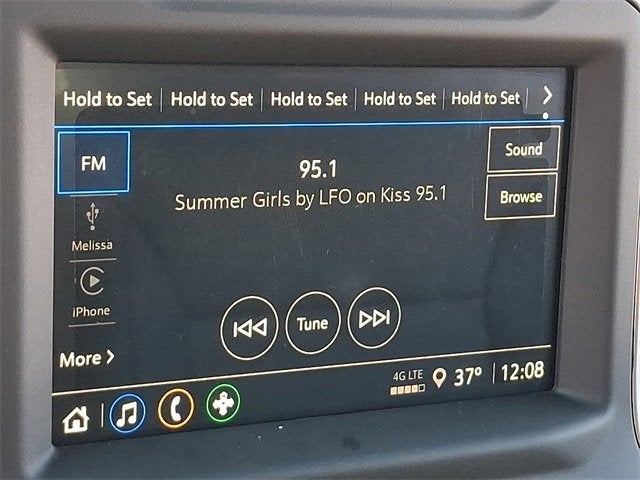 Hold to Set Hold to Set Hold to Set Hold to Set Hold to Set
FM
95.1
Sound
Summer Girls by LFO on Kiss 95.1
Browse
Melissa
iPhone
Tune
More
4G LTE
37°
12:08